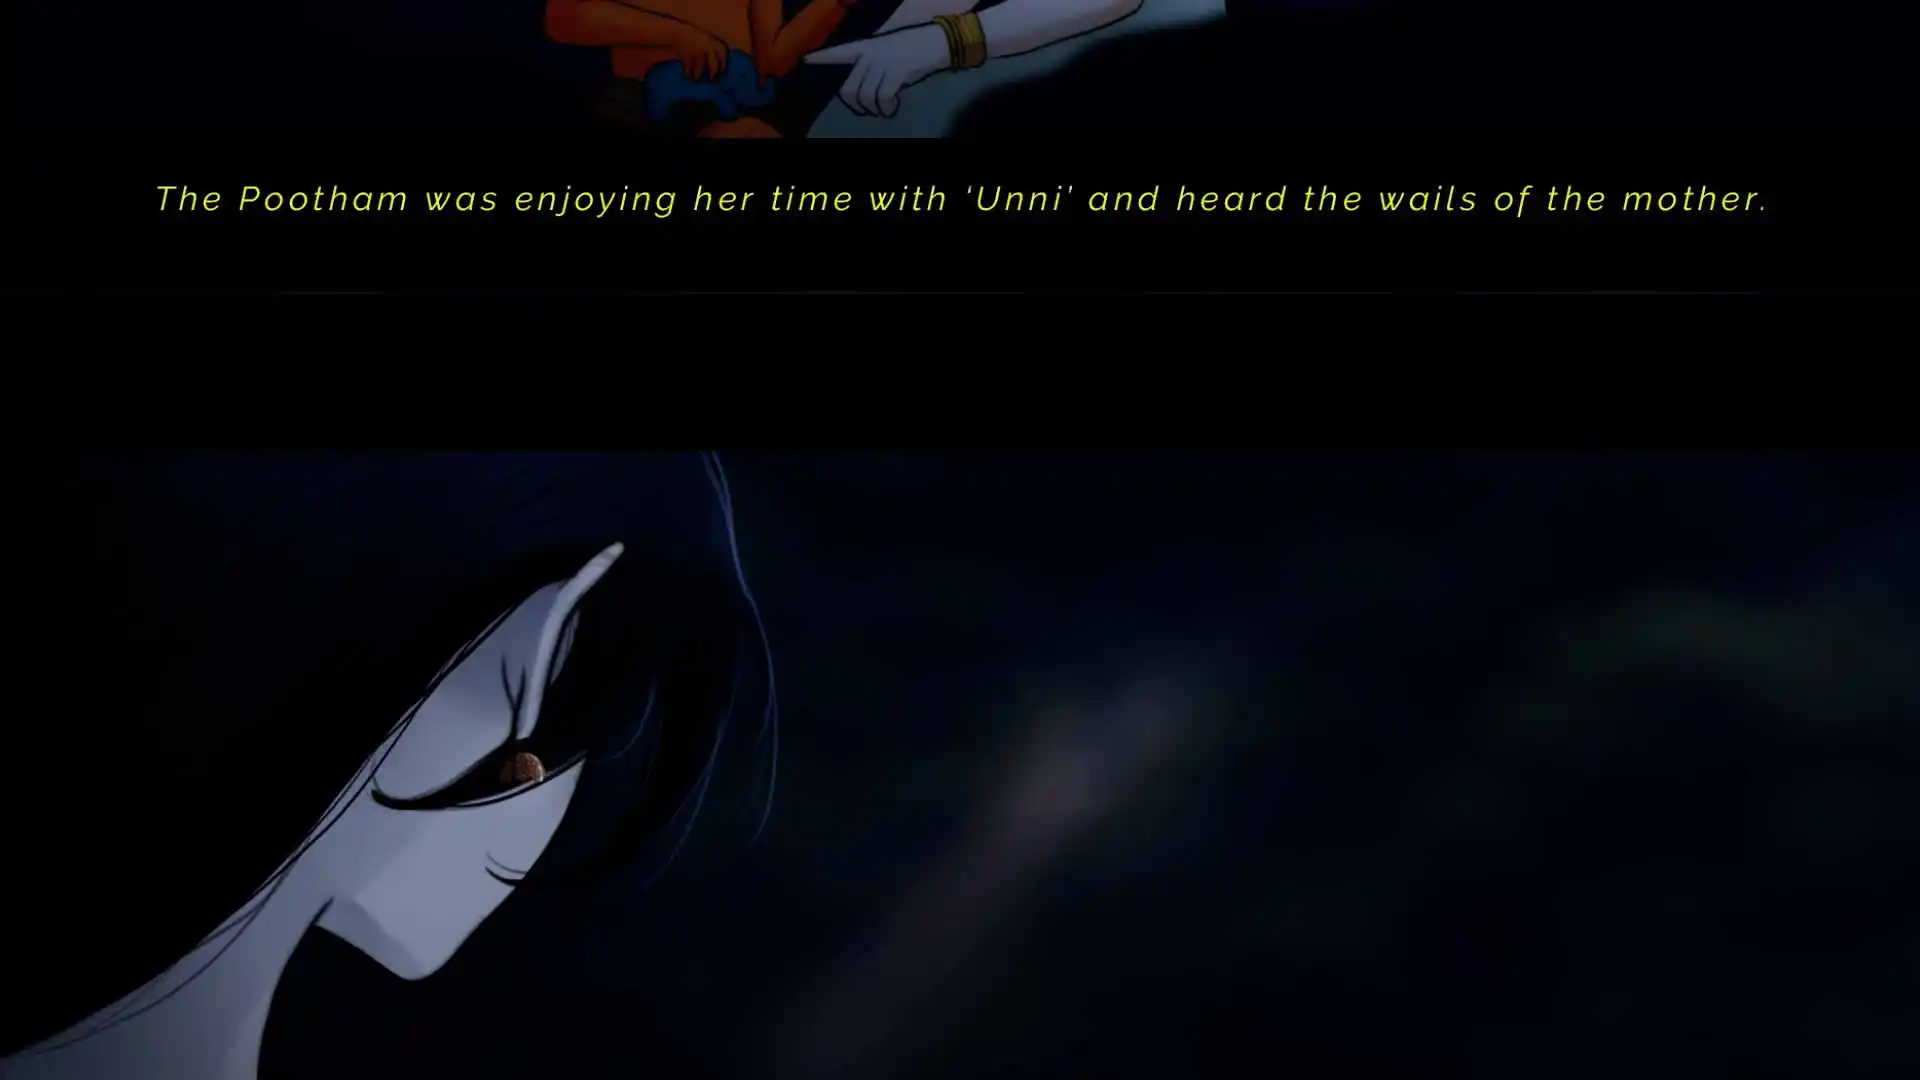 The Pootham was enjoying her time with ‘Unni’ and heard the wails of the mother.